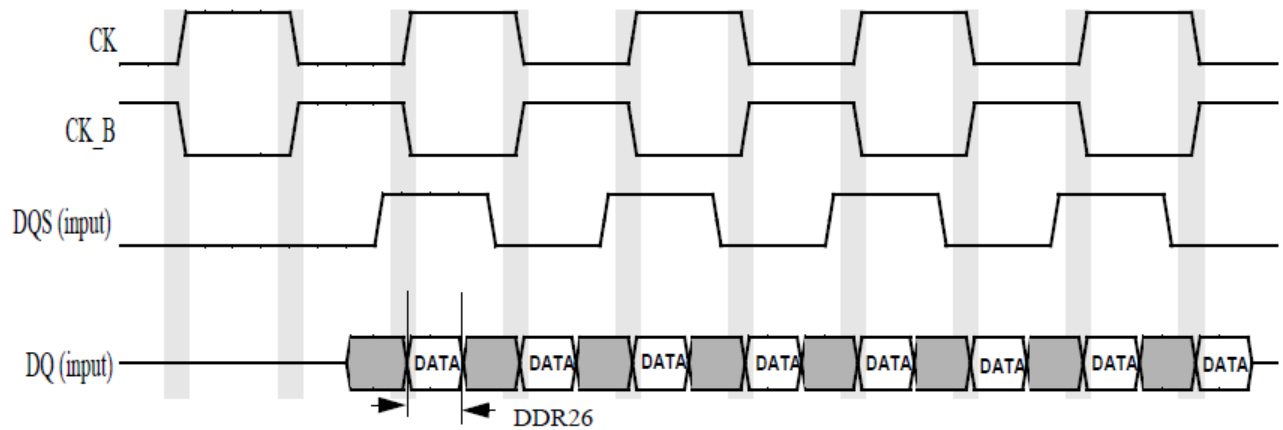 CK
CK_B
DQS (input)
DQ (input) DATA DATA DATA DATA DATA DATA DATA DATA
DDR26